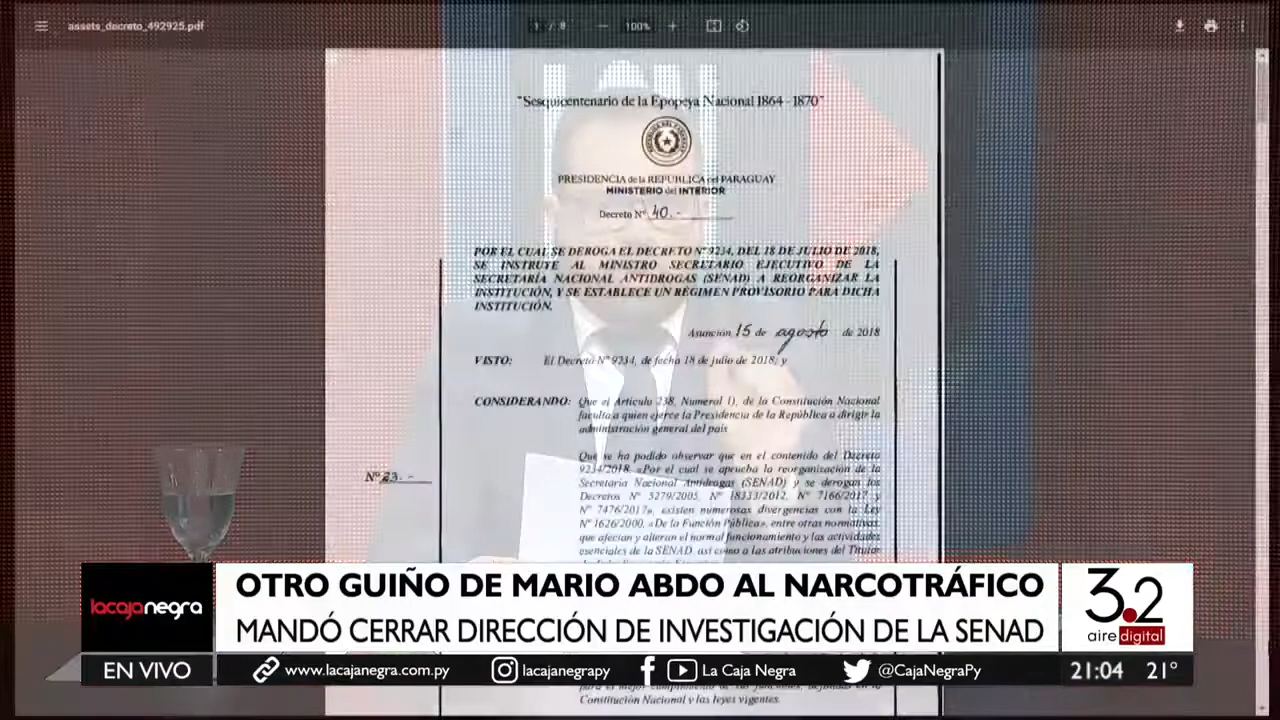 assets_decreto_492925.pdf
1 / 8
100%
"Sesquicentenario de la Epopeya Nacional 1864 - 1870"
PRESIDENCIA de la REPUBLICA del PARAGUAY
MINISTERIO del INTERIOR
Decreto N° 40.-
POR EL CUAL SE DEROGA EL DECRETO N° 9234, DEL 18 DE JULIO DE 2018,
SE INSTRUYE AL MINISTRO SECRETARIO EJECUTIVO DE LA
SECRETARÍA NACIONAL ANTIDROGAS (SENAD) A REORGANIZAR LA
INSTITUCIÓN, Y SE ESTABLECE UN RÉGIMEN PROVISORIO PARA DICHA
INSTITUCIÓN.
Asunción 15 de agosto de 2018
VISTO: El Decreto N° 9234, de fecha 18 de julio de 2018; y
CONSIDERANDO: Que el Artículo 238, Numeral 1), de la Constitución Nacional
faculta a quien ejerce la Presidencia de la República a dirigir la
administración general del país
Que se ha podido observar que en el contenido del Decreto
9234/2018 «Por el cual se aprueba la reorganización de la
Secretaría Nacional Antidrogas (SENAD) y se derogan los
Decretos N° 5279/2005, N° 18333/2012, N° 7166/2017 y
N° 7476/2017», existen numerosas divergencias con la Ley
N° 1626/2000, «De la Función Pública», entre otras normativas,
que afectan y alteran el normal funcionamiento y las actividades
esenciales de la SENAD, así como a las atribuciones del Titular
N° 23.-
lacajanegra
OTRO GUIÑO DE MARIO ABDO AL NARCOTRÁFICO
MANDÓ CERRAR DIRECCIÓN DE INVESTIGACIÓN DE LA SENAD
3.2
aire digital
EN VIVO
www.lacajanegra.com.py
lacajanegrapy
La Caja Negra
@CajaNegraPy
21:04 21°
Constitución Nacional y las leyes vigentes.